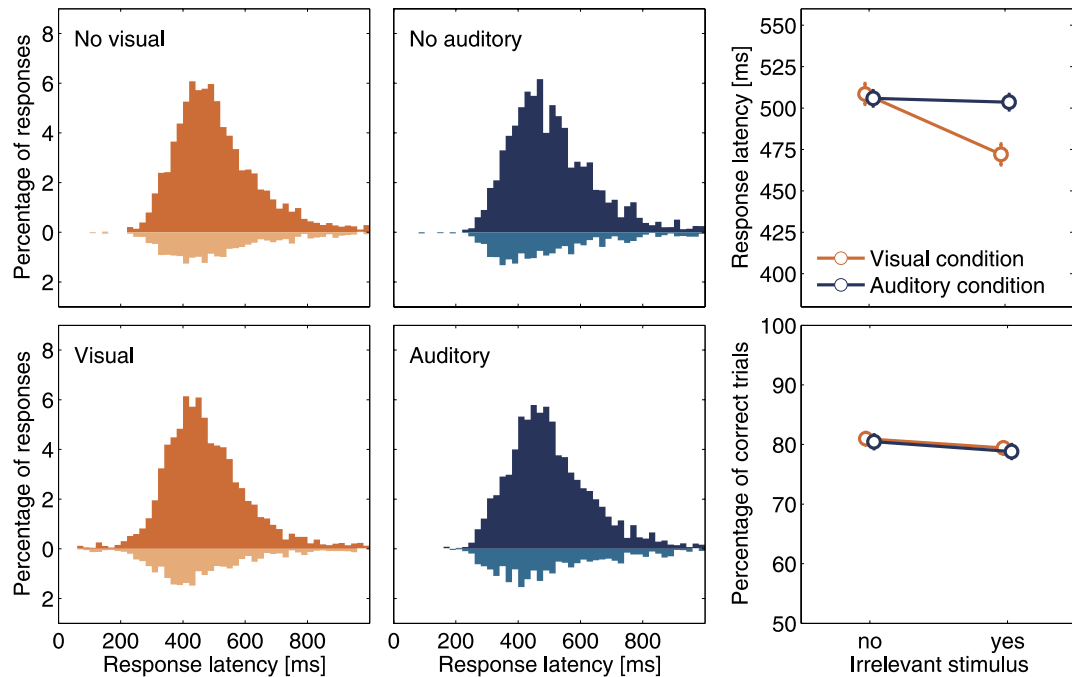 No visual
Percentage of responses
8
6
4
2
0
2
No auditory
Response latency [ms]
550
525
500
475
450
425
400
Visual condition
Auditory condition
Visual
Percentage of responses
8
6
4
2
0
2
0
200
400
600
800
Response latency [ms]
Auditory
200
400
600
800
Response latency [ms]
Percentage of correct trials
100
90
80
70
60
50
no
yes
Irrelevant stimulus